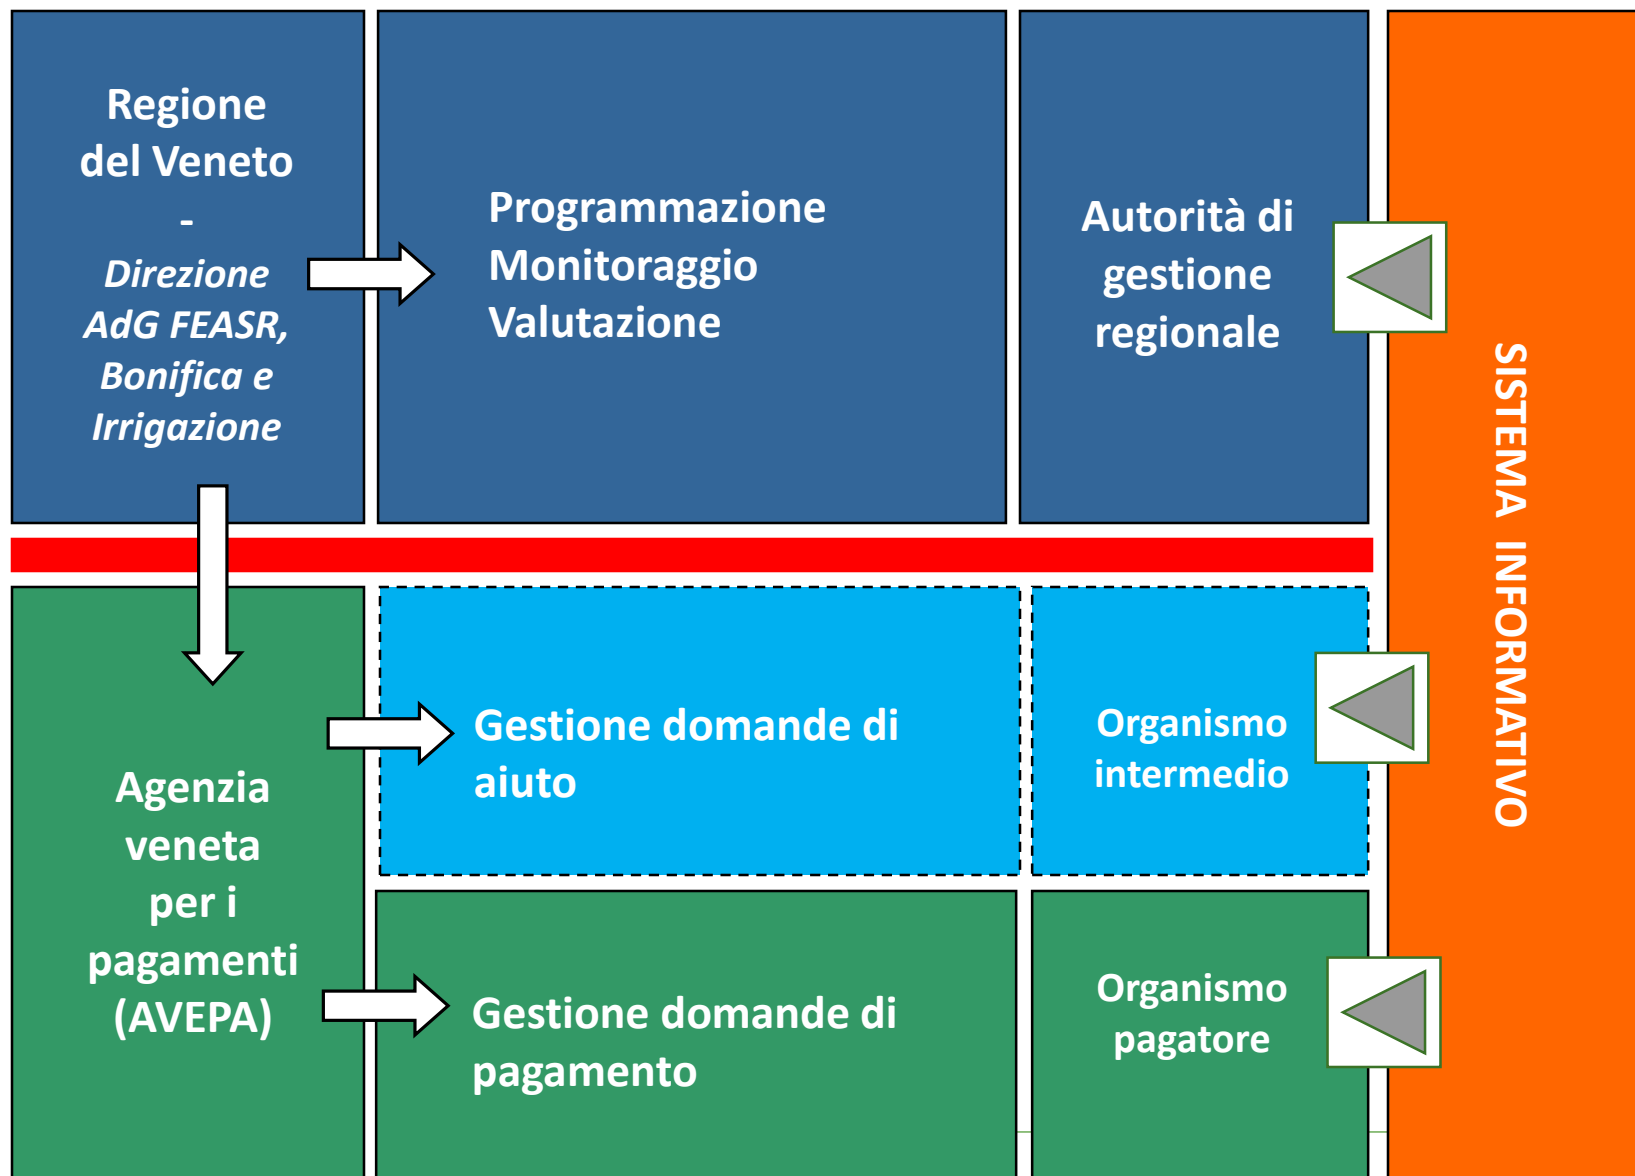 Regione
del Veneto
-
Direzione
AdG FEASR,
Bonifica e
Irrigazione
Programmazione
Monitoraggio
Valutazione
Autorità di
gestione
regionale
SISTEMA INFORMATIVO
Agenzia
veneta
per i
pagamenti
(AVEPA)
Gestione domande di
aiuto
Organismo
intermedio
Gestione domande di
pagamento
Organismo
pagatore